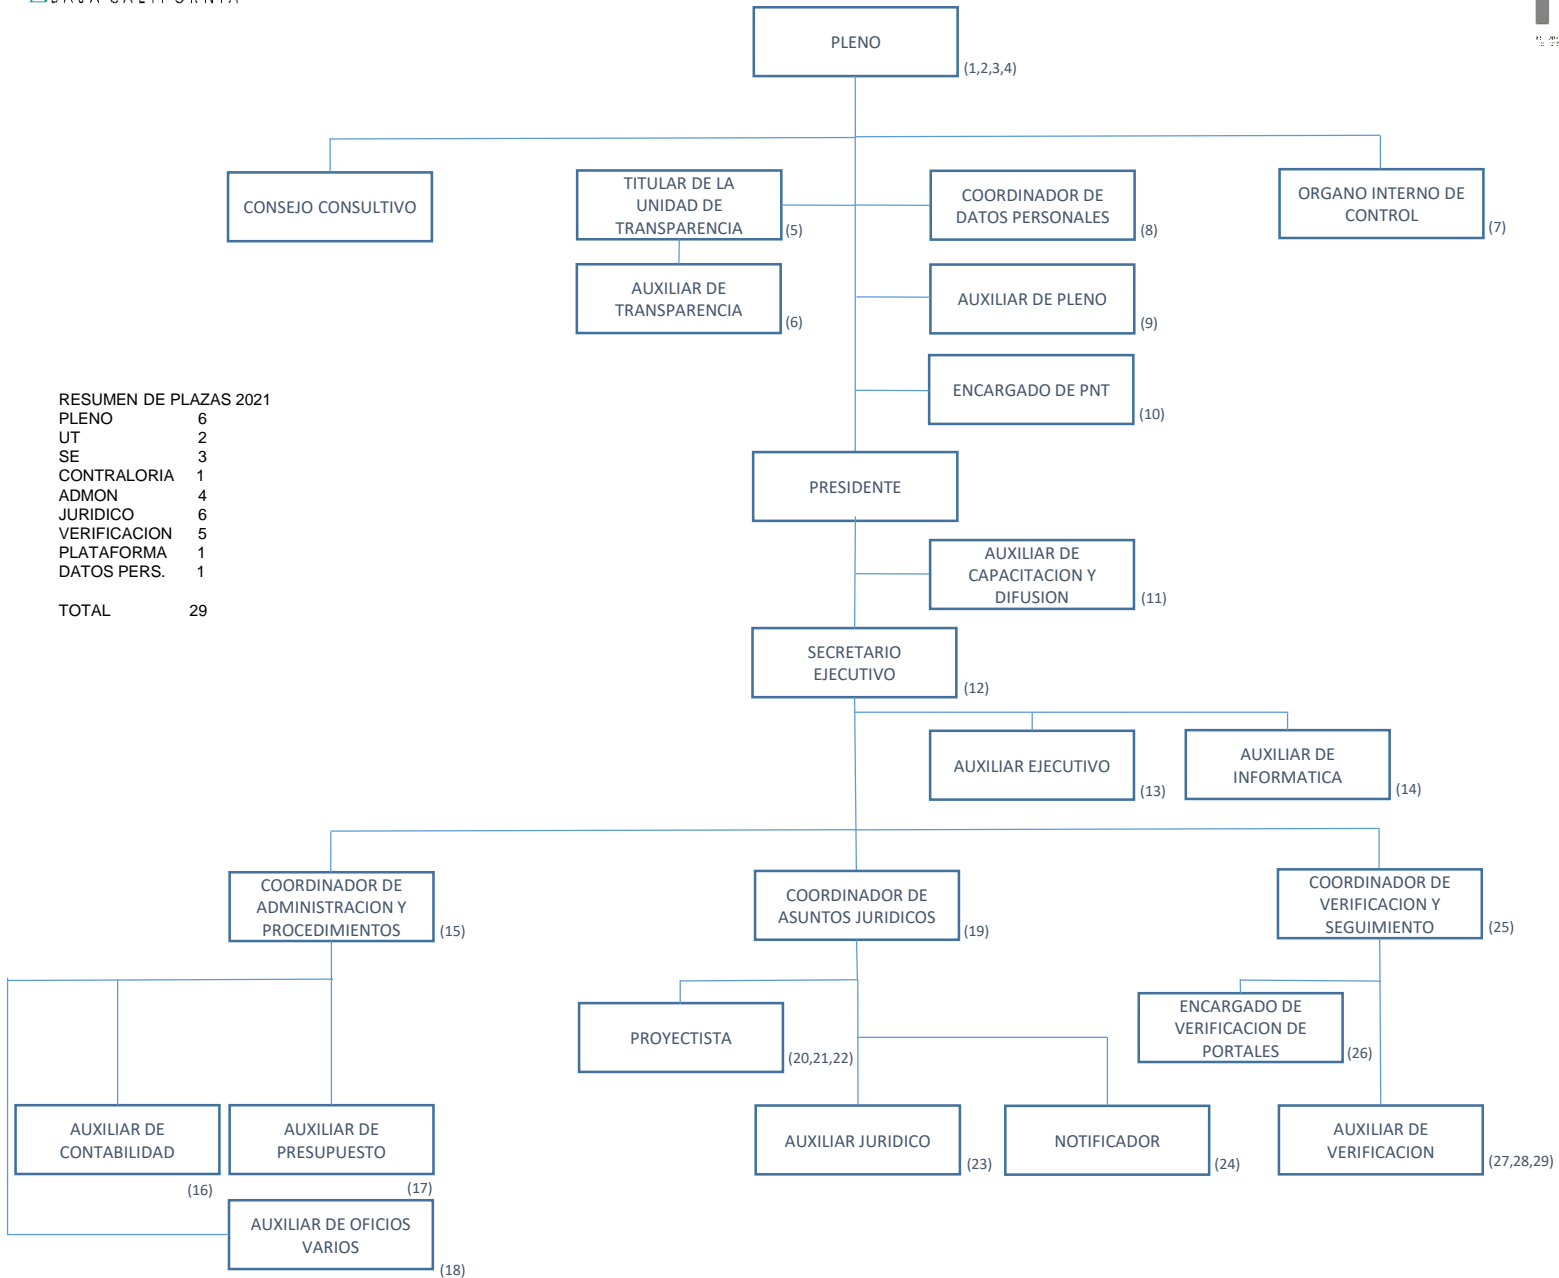 BAJA CALIFORNIA
PLENO
(1,2,3,4)
CONSEJO CONSULTIVO
TITULAR DE LA
UNIDAD DE
TRANSPARENCIA
(5)
COORDINADOR DE
DATOS PERSONALES
(8)
ORGANO INTERNO DE
CONTROL
(7)
AUXILIAR DE
TRANSPARENCIA
(6)
AUXILIAR DE PLENO
(9)
ENCARGADO DE PNT
(10)
RESUMEN DE PLAZAS 2021
PLENO 6
UT 2
SE 3
CONTRALORIA 1
ADMON 4
JURIDICO 6
VERIFICACION 5
PLATAFORMA 1
DATOS PERS. 1
TOTAL 29
PRESIDENTE
AUXILIAR DE
CAPACITACION Y
DIFUSION
(11)
SECRETARIO
EJECUTIVO
(12)
AUXILIAR EJECUTIVO
(13)
AUXILIAR DE
INFORMATICA
(14)
COORDINADOR DE
ADMINISTRACION Y
PROCEDIMIENTOS
(15)
COORDINADOR DE
ASUNTOS JURIDICOS
(19)
COORDINADOR DE
VERIFICACION Y
SEGUIMIENTO
(25)
PROYECTISTA
(20,21,22)
ENCARGADO DE
VERIFICACION DE
PORTALES
(26)
AUXILIAR DE
CONTABILIDAD
(16)
AUXILIAR DE
PRESUPUESTO
(17)
AUXILIAR JURIDICO
(23)
NOTIFICADOR
(24)
AUXILIAR DE
VERIFICACION
(27,28,29)
AUXILIAR DE OFICIOS
VARIOS
(18)